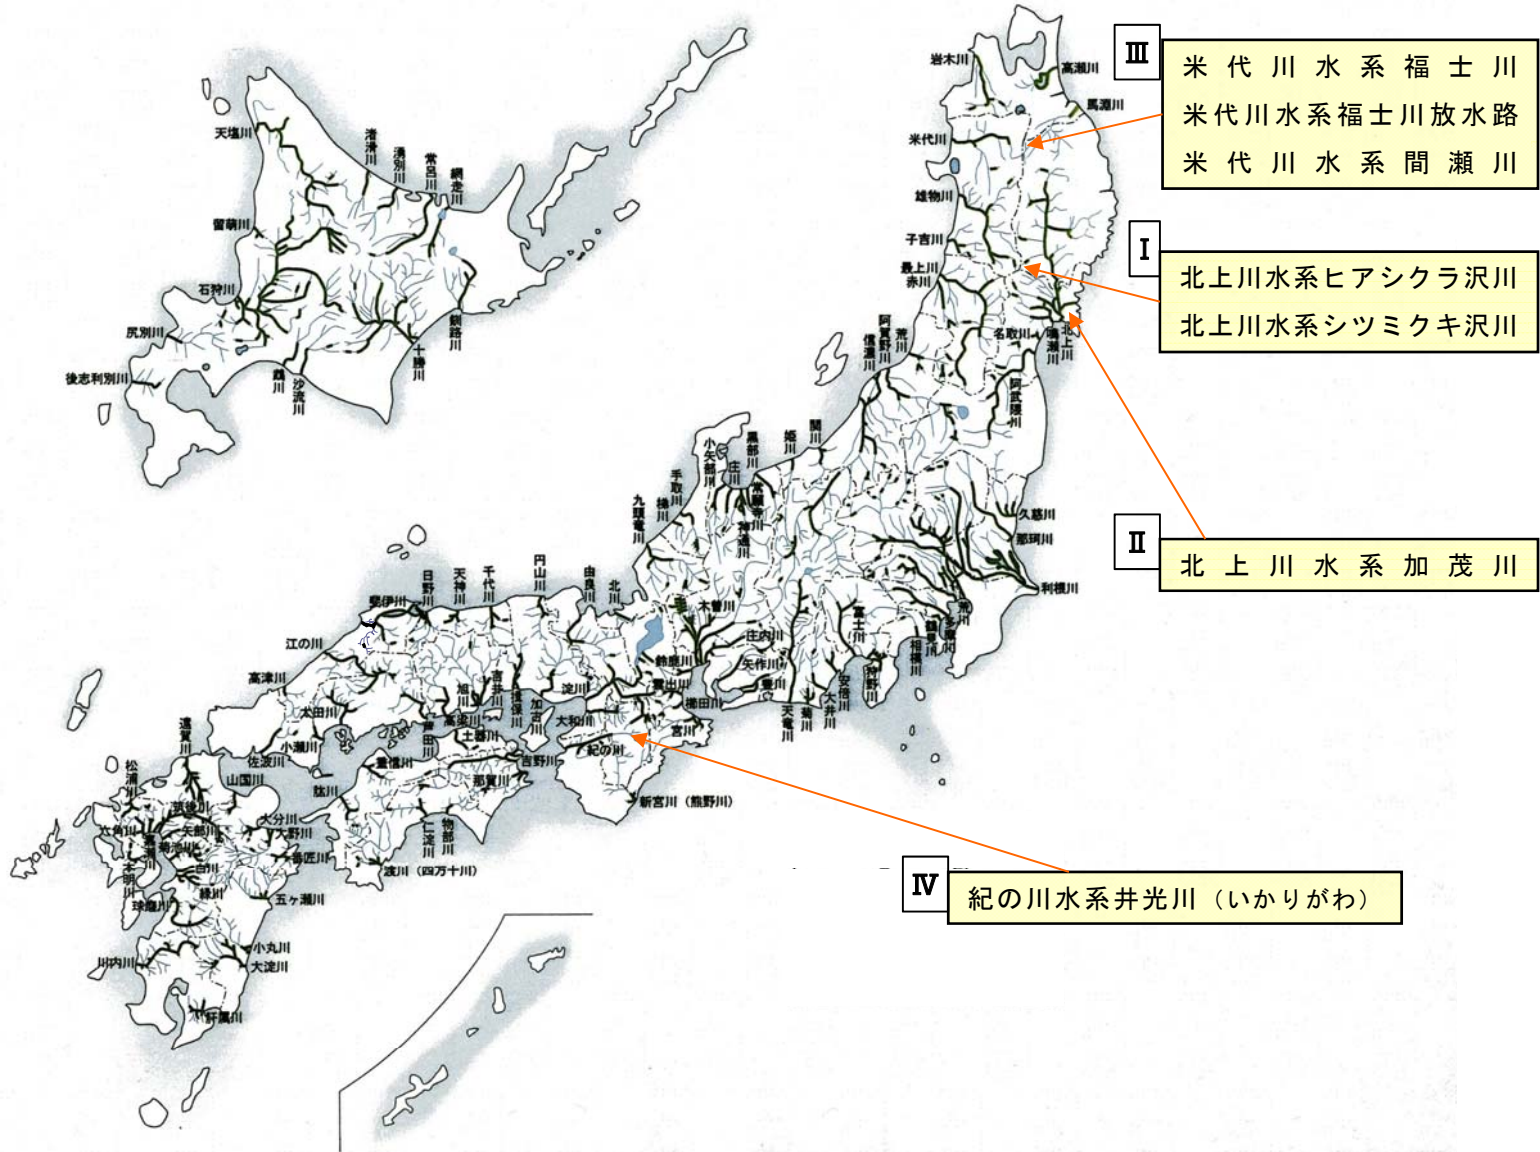 Ⅲ
米代川水系福士川
米代川水系福士川放水路
米代川水系間瀬川
Ⅰ
北上川水系ヒアシクラ沢川
北上川水系シツミクキ沢川
Ⅱ
北上川水系加茂川
Ⅳ
紀の川水系井光川（いかりがわ）
天塩川
渚滑川
湧別川
常呂川
網走川
留萌川
石狩川
尻別川
後志利別川
鵡川
沙流川
十勝川
釧路川
岩木川
高瀬川
馬淵川
米代川
雄物川
子吉川
最上川
赤川
名取川
鳴瀬川
北上川
阿武隈川
荒川
阿賀野川
信濃川
関川
姫川
黒部川
常願寺川
神通川
庄川
小矢部川
手取川
梯川
九頭竜川
久慈川
那珂川
利根川
荒川
多摩川
鶴見川
相模川
富士川
狩野川
安倍川
大井川
菊川
天竜川
豊川
矢作川
庄内川
木曽川
鈴鹿川
雲出川
櫛田川
宮川
北川
由良川
円山川
千代川
天神川
日野川
斐伊川
江の川
高津川
太田川
小瀬川
佐波川
芦田川
高梁川
旭川
吉井川
揖保川
加古川
淀川
大和川
紀の川
新宮川（熊野川）
吉野川
那賀川
土器川
重信川
肱川
物部川
仁淀川
渡川（四万十川）
遠賀川
山国川
松浦川
六角川
嘉瀬川
筑後川
矢部川
菊池川
白川
緑川
本明川
球磨川
大分川
大野川
番匠川
五ヶ瀬川
小丸川
大淀川
川内川
肝属川